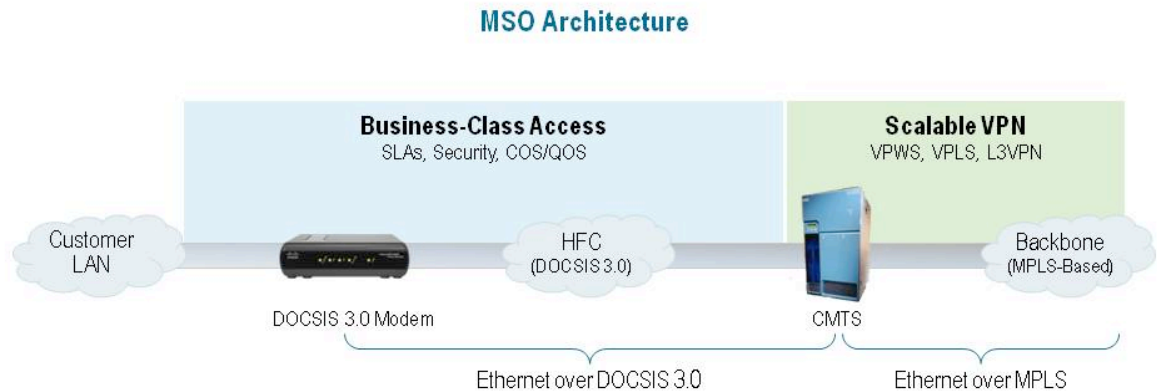 MSO Architecture
Business-Class Access
SLAs, Security, COS/QOS
Scalable VPN
VPWS, VPLS, L3VPN
Customer
LAN
HFC
(DOCSIS 3.0)
Backbone
(MPLS-Based)
DOCSIS 3.0 Modem
CMTS
Ethernet over DOCSIS 3.0
Ethernet over MPLS